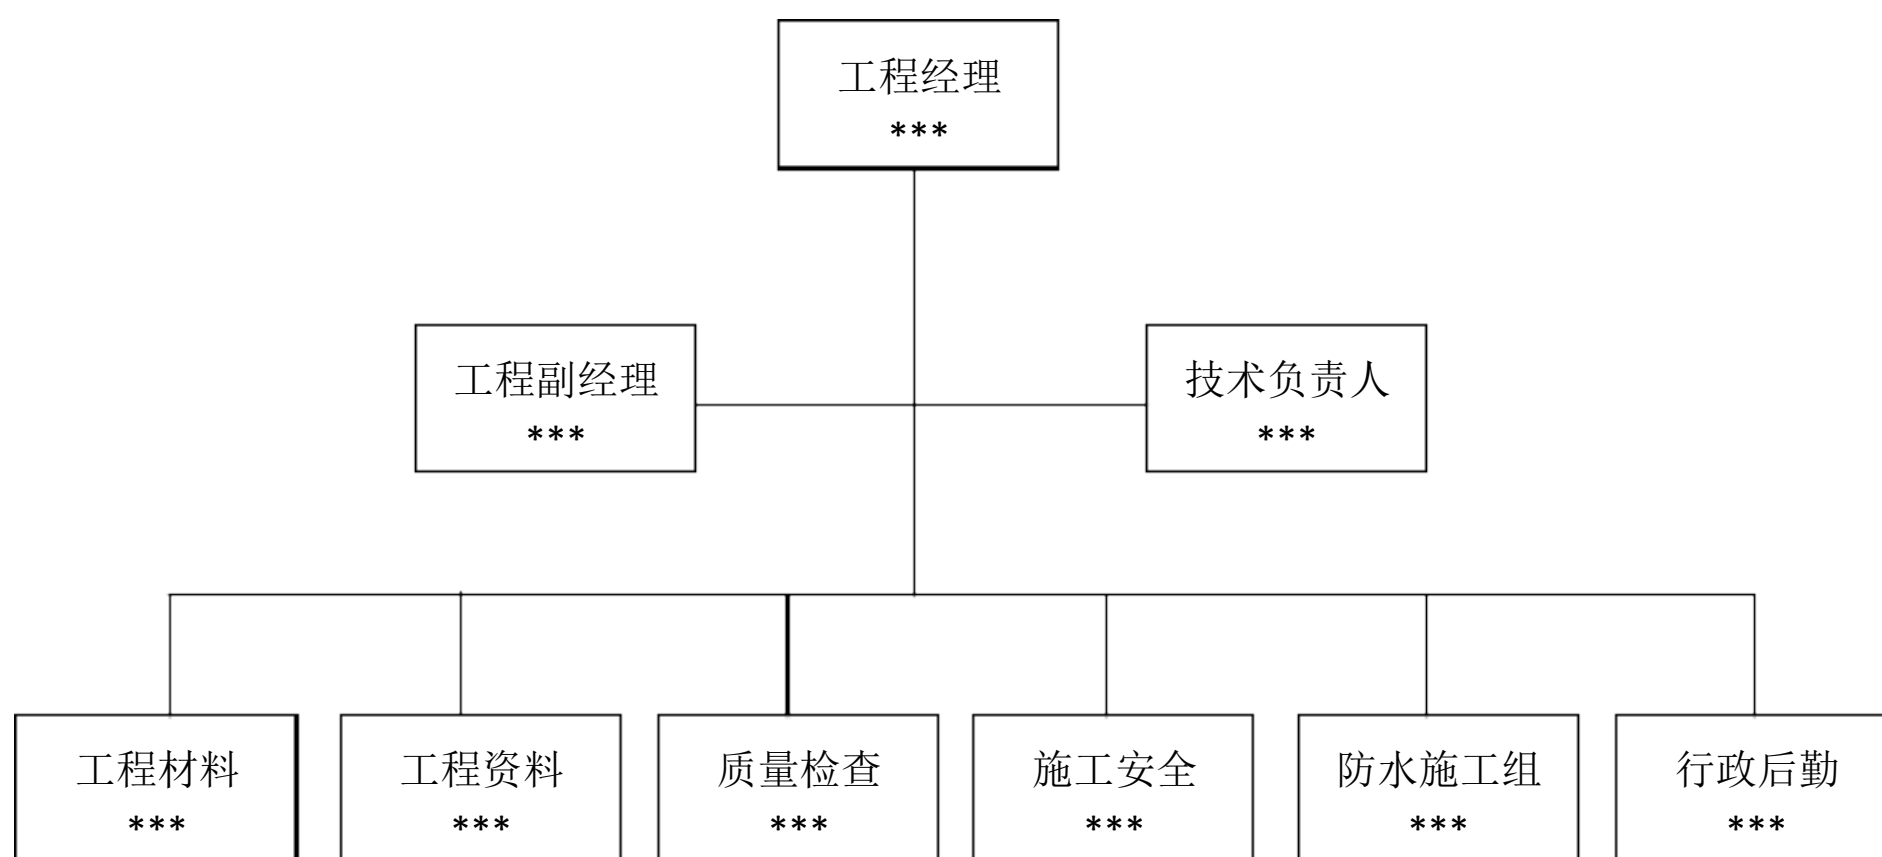 工程经理
***
工程副经理
***
技术负责人
***
工程材料
***
工程资料
***
质量检查
***
施工安全
***
防水施工组
***
行政后勤
***